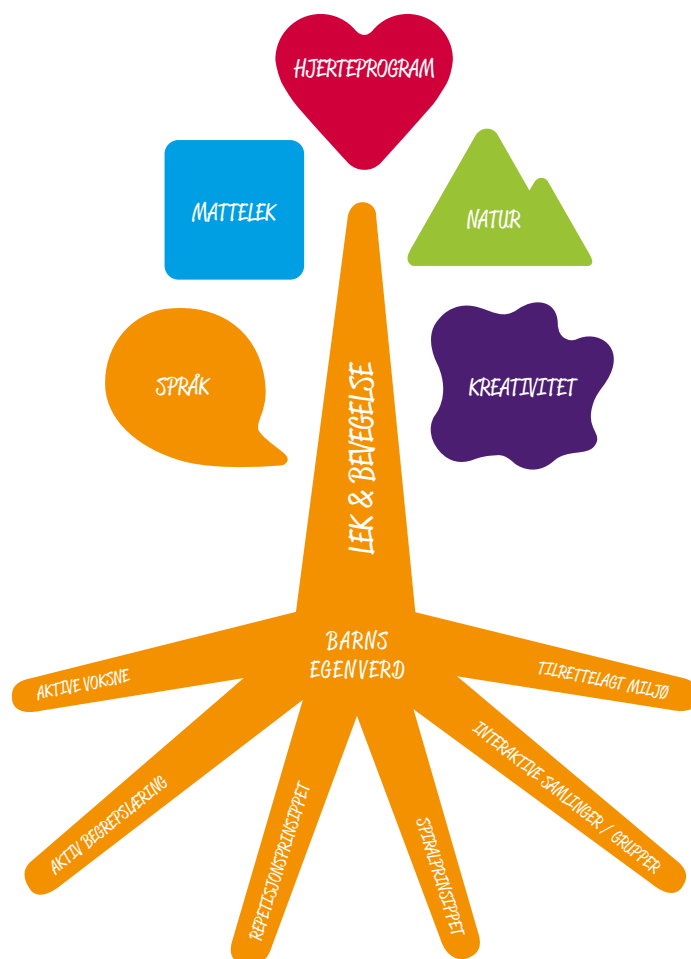 HJERTEPROGRAM
MATTELEK
NATUR
SPRÅK
KREATIVITET
LEK & BEVEGELSE
BARNS
EGENVERD
AKTIVE VOKSNE
TILRETTELAGT MILJØ
AKTIV BEGREPSLÆRING
INTERAKTIVE SAMLINGER / GRUPPER
REPETISJONSPRINSIPPET
SPIRALPRINSIPPET